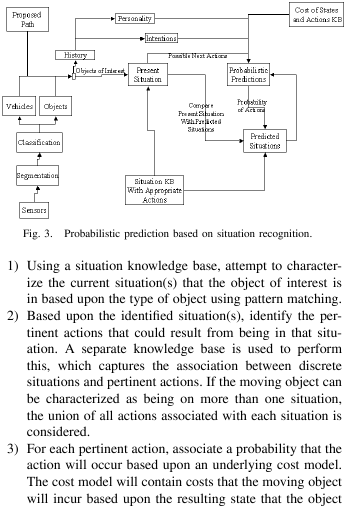 Proposed
Path
Personality
Cost of States
and Actions KB
Intentions
History
Possible Next Actions
Objects of Interest
Present
Situation
Probabilistic
Predictions
Vehicles
Objects
Compare
Present Situation
With Predicted
Situations
Probability
of Actions
Classification
Predicted
Situations
Segmentation
Situation KB
With Appropriate
Actions
Sensors
Fig. 3. Probabilistic prediction based on situation recognition.
1) Using a situation knowledge base, attempt to character-
ize the current situation(s) that the object of interest is
in based upon the type of object using pattern matching.
2) Based upon the identified situation(s), identify the per-
tinent actions that could result from being in that situ-
ation. A separate knowledge base is used to perform
this, which captures the association between discrete
situations and pertinent actions. If the moving object can
be characterized as being on more than one situation,
the union of all actions associated with each situation is
considered.
3) For each pertinent action, associate a probability that the
action will occur based upon an underlying cost model.
The cost model will contain costs that the moving object
will incur based upon the resulting state that the object